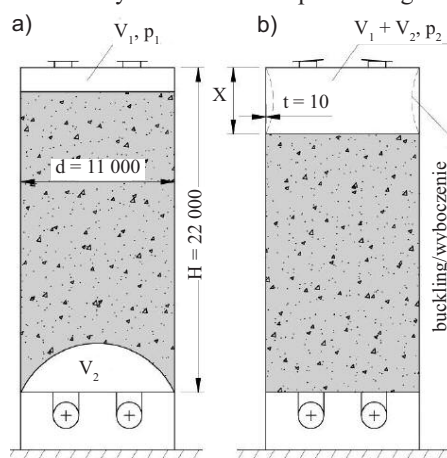 a)
V₁, p₁
d = 11 000
H = 22 000
V₂
b)
V₁ + V₂, p₂
X
t = 10
buckling/wyboczenie